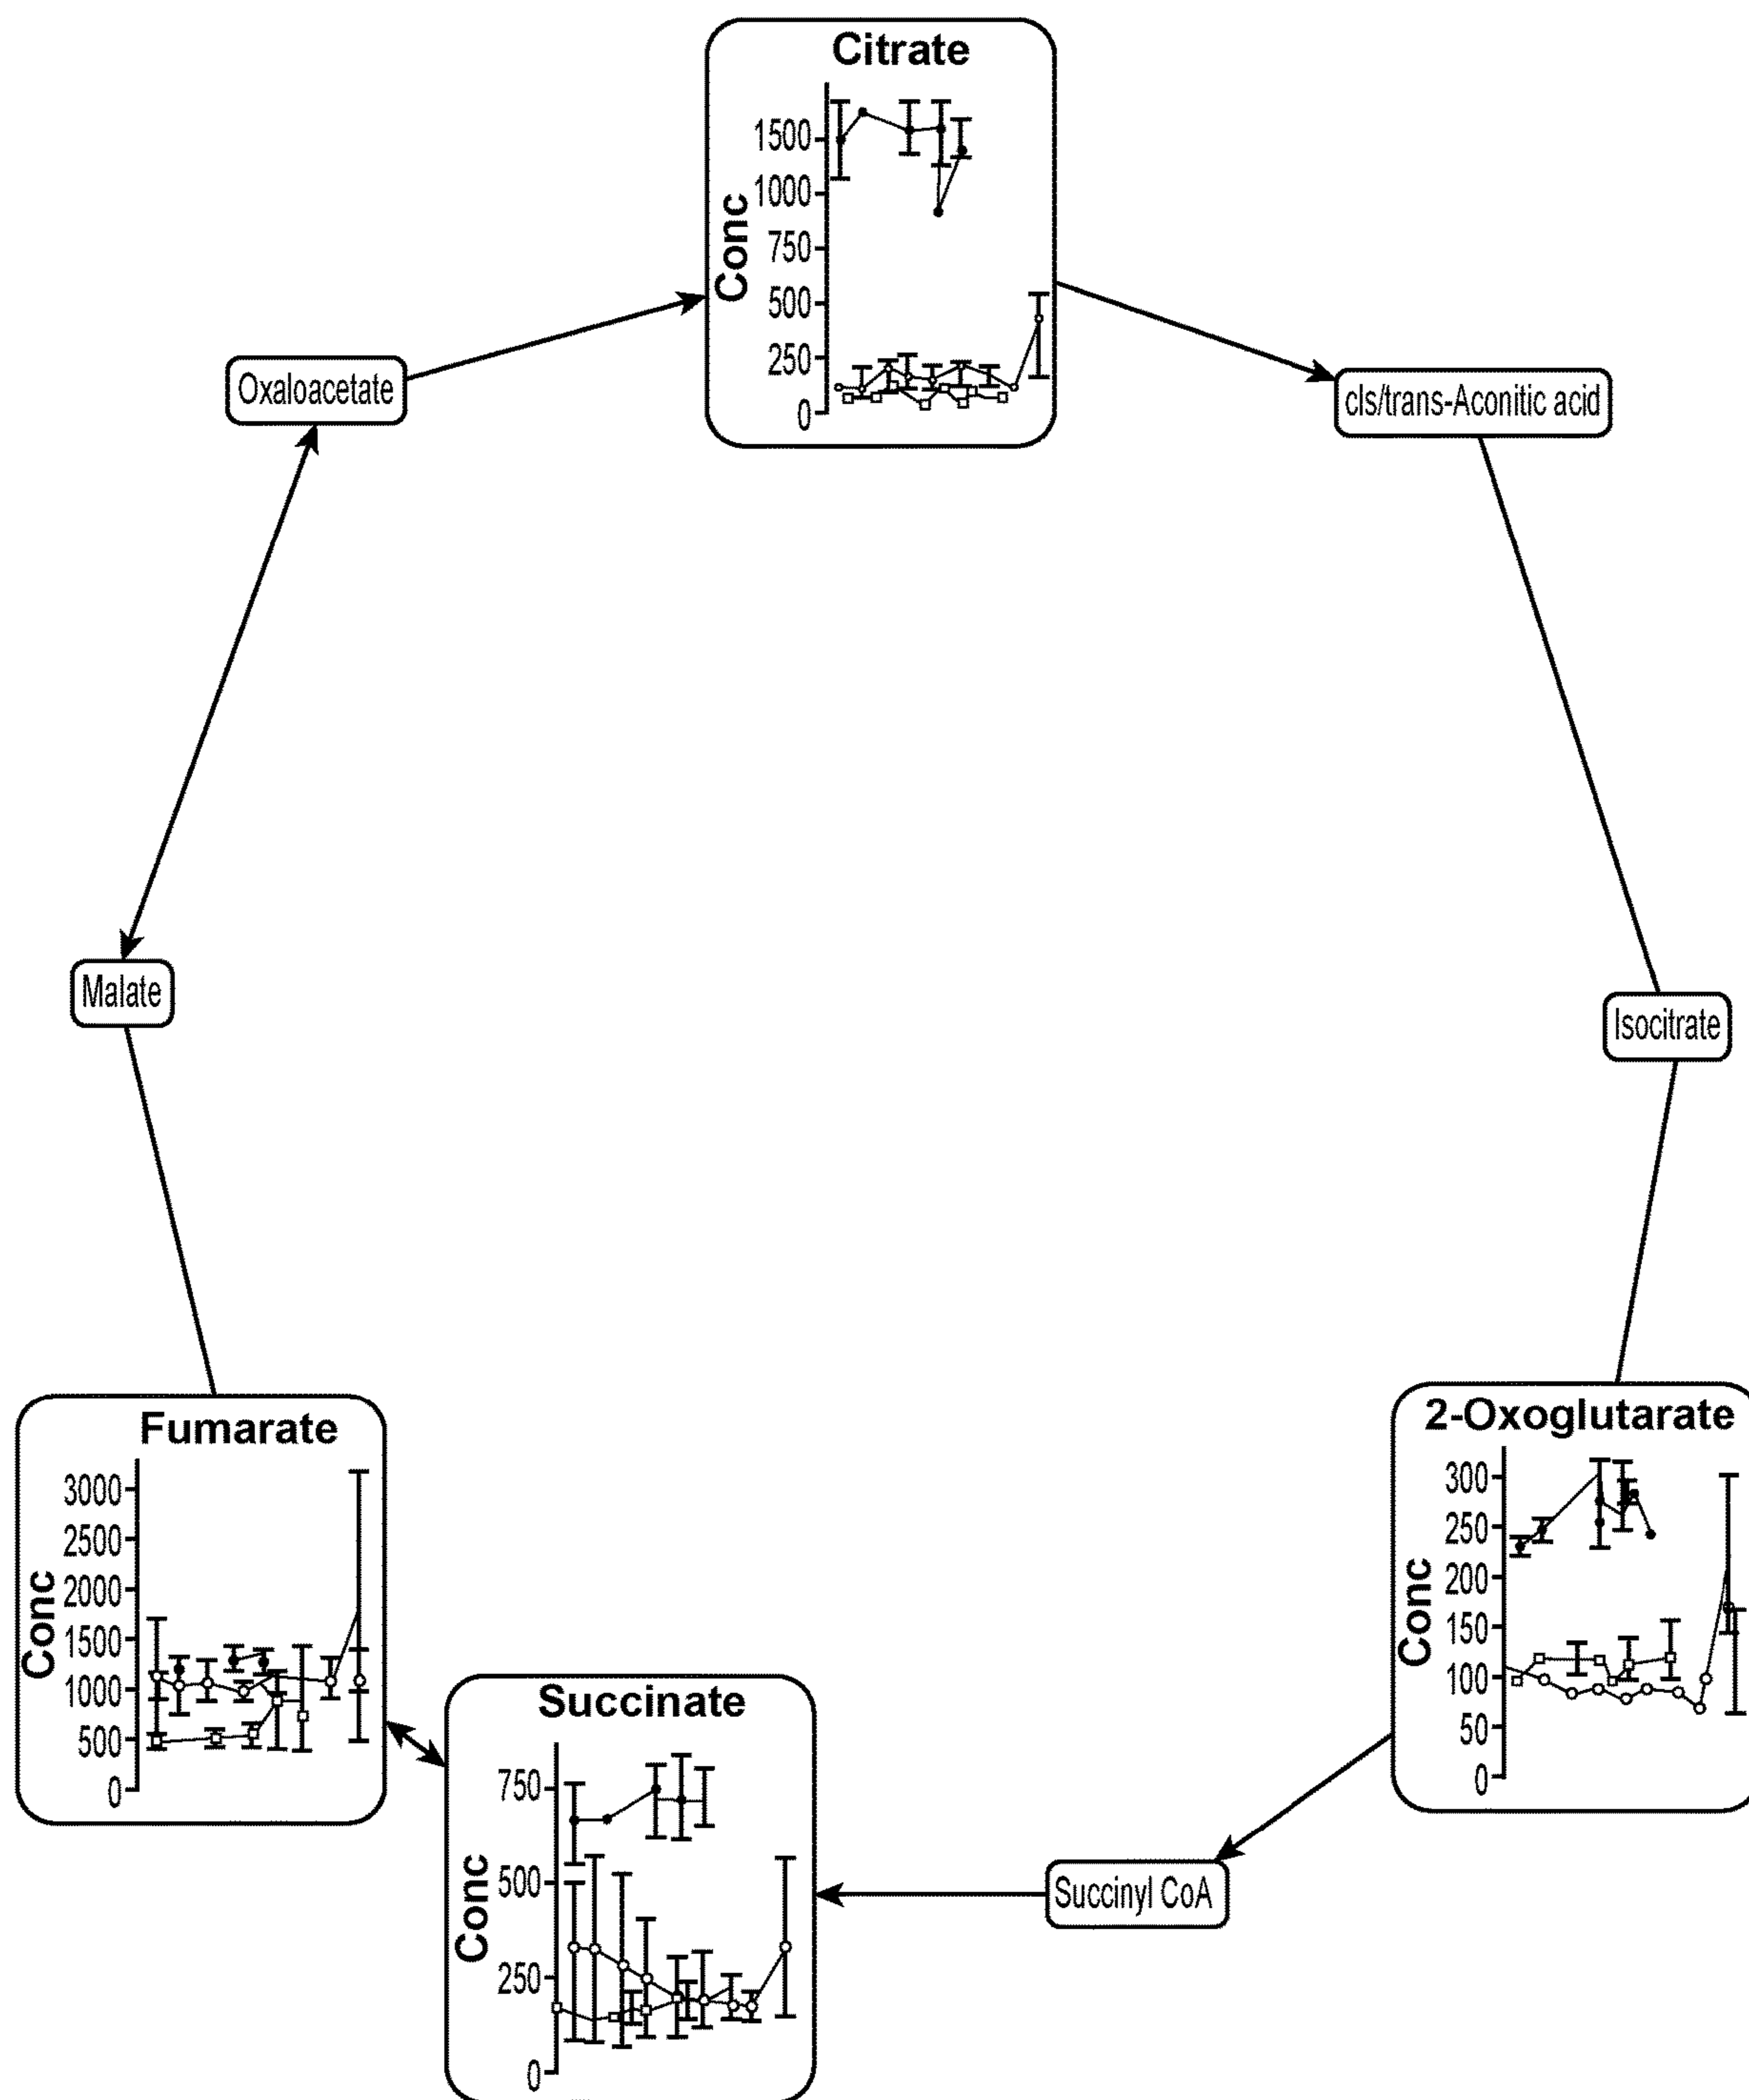 Citrate
Conc
1500
1000
750
500
250
0
Oxaloacetate
cls/trans-Aconitic acid
Malate
Isocitrate
Fumarate
Conc
3000
2500
2000
1500
1000
500
0
2-Oxoglutarate
Conc
300
250
200
150
100
50
0
Succinate
Conc
750
500
250
0
Succinyl CoA